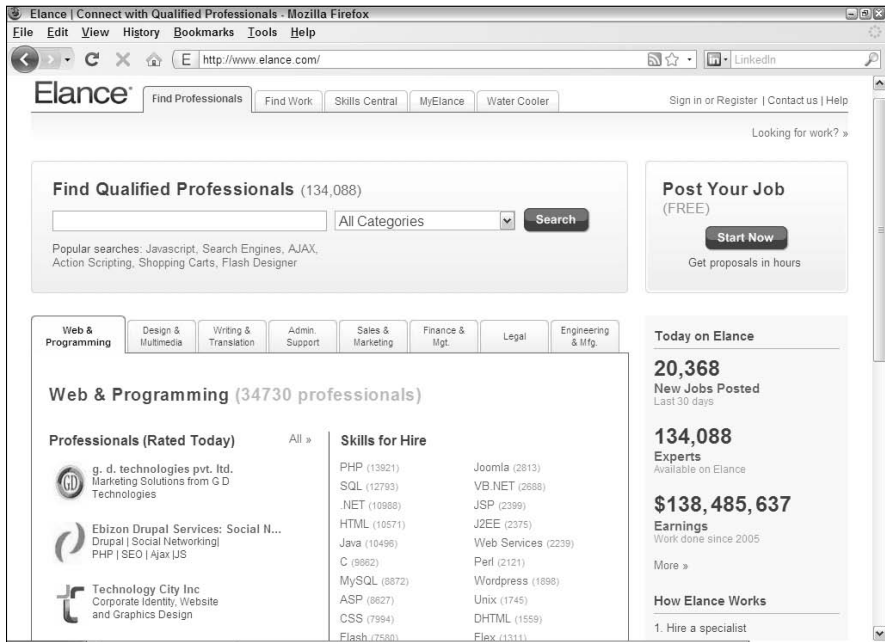 Elance | Connect with Qualified Professionals - Mozilla Firefox
File Edit View History Bookmarks Tools Help
E http://www.elance.com/ LinkedIn
Elance Find Professionals Find Work Skills Central MyElance Water Cooler Sign in or Register | Contact us | Help
Looking for work? »
Find Qualified Professionals (134,088)
All Categories Search
Popular searches: Javascript, Search Engines, AJAX,
Action Scripting, Shopping Carts, Flash Designer
Post Your Job
(FREE)
Start Now
Get proposals in hours
Web & Programming
Design & Multimedia
Writing & Translation
Admin. Support
Sales & Marketing
Finance & Mgt.
Legal
Engineering & Mfg.
Web & Programming (34730 professionals)
Professionals (Rated Today) All »
GD
g. d. technologies pvt. ltd.
Marketing Solutions from G D
Technologies
Ebizon Drupal Services: Social N...
Drupal | Social Networking|
PHP | SEO | Ajax |JS
Technology City Inc
Corporate Identity, Website
and Graphics Design
Skills for Hire
PHP (13921)
SQL (12793)
.NET (10988)
HTML (10571)
Java (10496)
C (9862)
MySQL (8872)
ASP (8627)
CSS (7994)
Flash (7580)
Joomla (2813)
VB.NET (2688)
JSP (2399)
J2EE (2375)
Web Services (2239)
Perl (2121)
Wordpress (1898)
Unix (1745)
DHTML (1559)
Flex (1311)
Today on Elance
20,368
New Jobs Posted
Last 30 days
134,088
Experts
Available on Elance
$138,485,637
Earnings
Work done since 2005
More »
How Elance Works
1. Hire a specialist